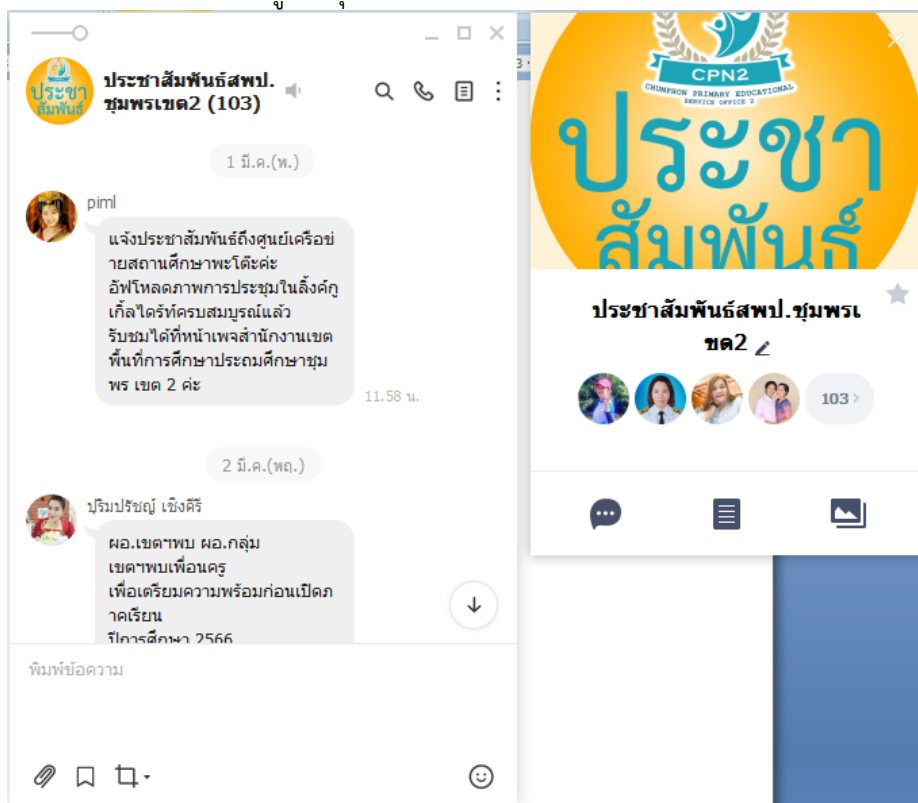 ประชาสัมพันธ์สพป.
ชุมพรเขต2 (103)
ประชา
สัมพันธ์
1 มี.ค.(พ.)
piml
แจ้งประชาสัมพันธ์ถึงศูนย์เครือข่
ายสถานศึกษาพะโต๊ะค่ะ
อัฟโหลดภาพการประชุมในลิ้งค์กู
เกิ้ลไดร้ท์ครบสมบูรณ์แล้ว
รับชมได้ที่หน้าเพจสำนักงานเขต
พื้นที่การศึกษาประถมศึกษาชุม
พร เขต 2 ค่ะ
11.58 น.
2 มี.ค.(พฤ.)
ปุริมปรัชญ์ เชิงคีรี
ผอ.เขตฯพบ ผอ.กลุ่ม
เขตฯพบเพื่อนครู
เพื่อเตรียมความพร้อมก่อนเปิดภ
าคเรียน
ปีการศึกษา 2566
พิมพ์ข้อความ
CPN2
CHUMPHON PRIMARY EDUCATIONAL
SERVICE OFFICE 2
ประชา
สัมพันธ์
ประชาสัมพันธ์สพป.ชุมพรเ
ขต2
103